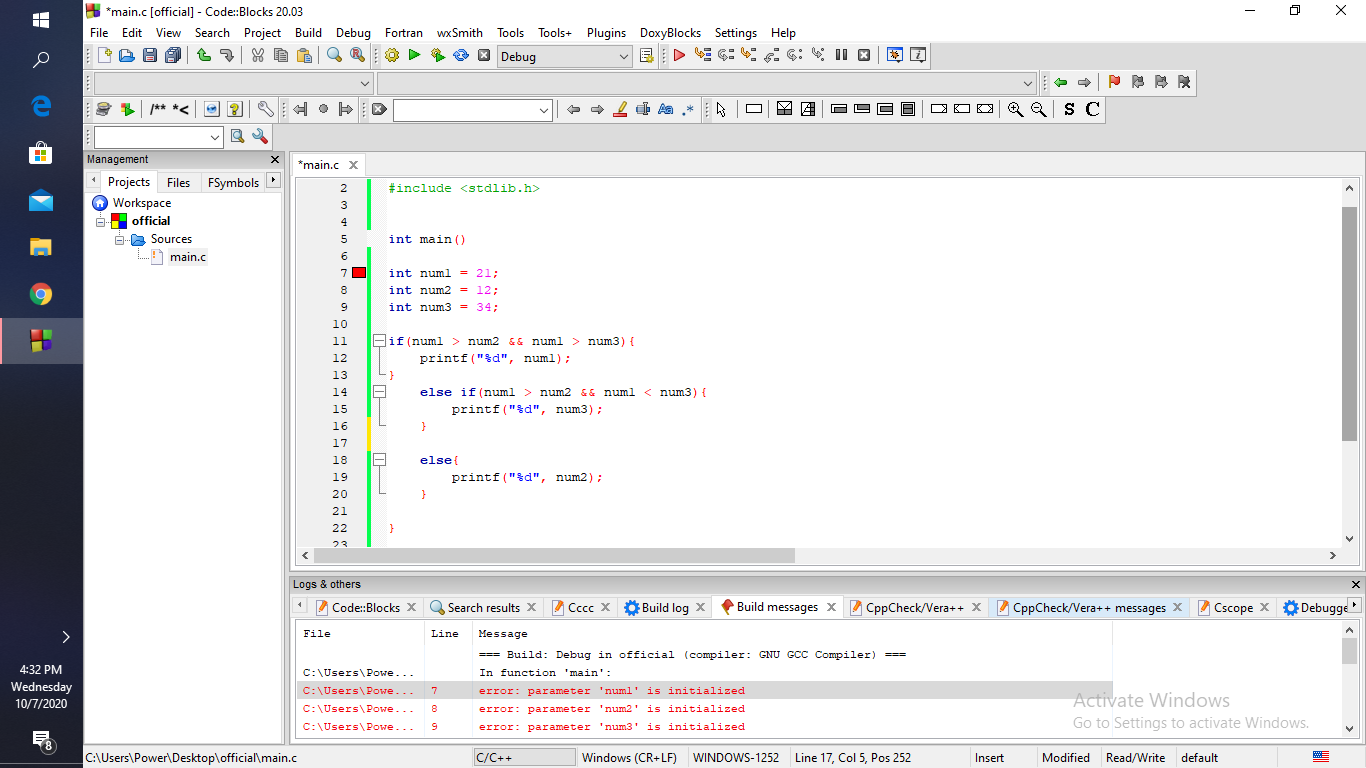 *main.c [official] - Code::Blocks 20.03
File Edit View Search Project Build Debug Fortran wxSmith Tools Tools+ Plugins DoxyBlocks Settings Help
Debug
/** *<
Aa .* S C
Management
Projects Files FSymbols
Workspace
official
Sources
main.c
*main.c
2 #include <stdlib.h>
3
4
5 int main()
6
7 int num1 = 21;
8 int num2 = 12;
9 int num3 = 34;
10
11 if(num1 > num2 && num1 > num3){
12 printf("%d", num1);
13 }
14 else if(num1 > num2 && num1 < num3){
15 printf("%d", num3);
16 }
17
18 else{
19 printf("%d", num2);
20 }
21
22 }
23
Logs & others
Code::Blocks Search results Cccc Build log Build messages CppCheck/Vera++ CppCheck/Vera++ messages Cscope Debugge
File Line Message
=== Build: Debug in official (compiler: GNU GCC Compiler) ===
C:\Users\Powe... In function 'main':
C:\Users\Powe... 7 error: parameter 'num1' is initialized
C:\Users\Powe... 8 error: parameter 'num2' is initialized
C:\Users\Powe... 9 error: parameter 'num3' is initialized
Activate Windows
Go to Settings to activate Windows.
C:\Users\Power\Desktop\official\main.c C/C++ Windows (CR+LF) WINDOWS-1252 Line 17, Col 5, Pos 252 Insert Modified Read/Write default
4:32 PM
Wednesday
10/7/2020
8